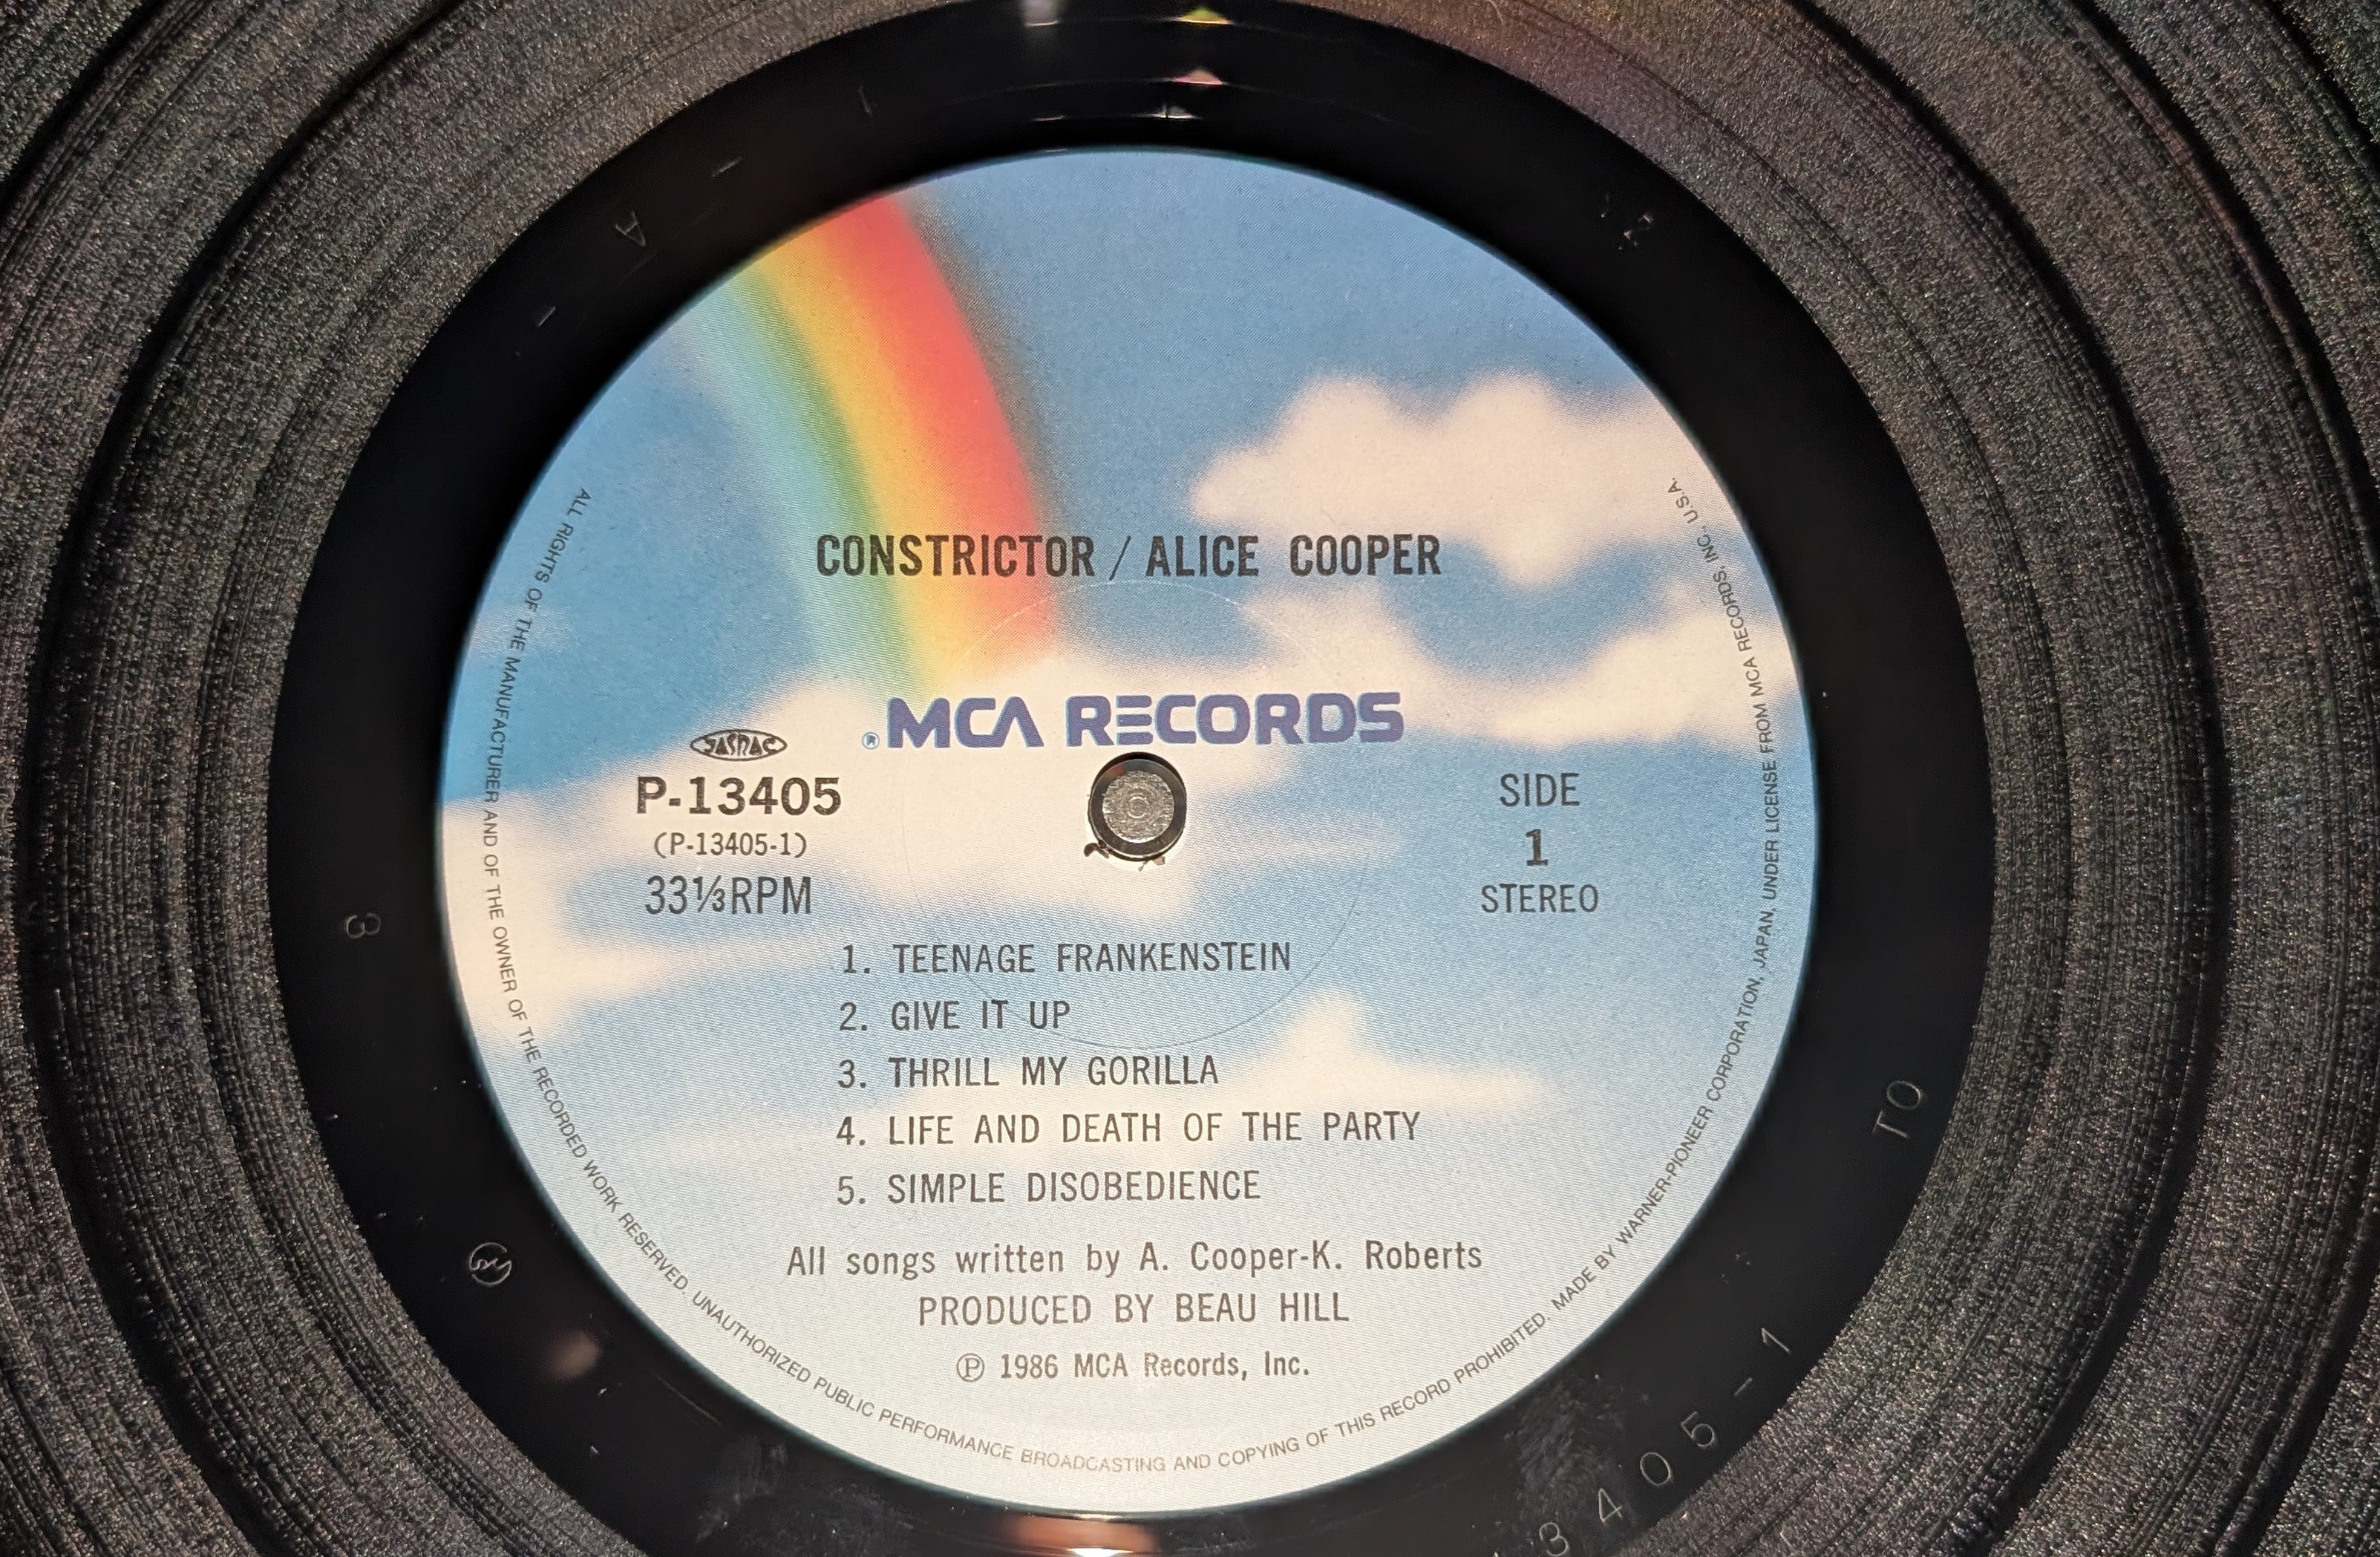 CONSTRICTOR / ALICE COOPER
® MCA RECORDS
JASRAC
P-13405
(P-13405-1)
33⅓RPM
SIDE
1
STEREO
1. TEENAGE FRANKENSTEIN
2. GIVE IT UP
3. THRILL MY GORILLA
4. LIFE AND DEATH OF THE PARTY
5. SIMPLE DISOBEDIENCE
All songs written by A. Cooper-K. Roberts
PRODUCED BY BEAU HILL
Ⓟ 1986 MCA Records, Inc.
ALL RIGHTS OF THE MANUFACTURER AND OF THE OWNER OF THE RECORDED WORK RESERVED. UNAUTHORIZED PUBLIC PERFORMANCE BROADCASTING AND COPYING OF THIS RECORD PROHIBITED. MADE BY WARNER-PIONEER CORPORATION, JAPAN, UNDER LICENSE FROM MCA RECORDS, INC., U.S.A.
3405-1
TO
- A -
3